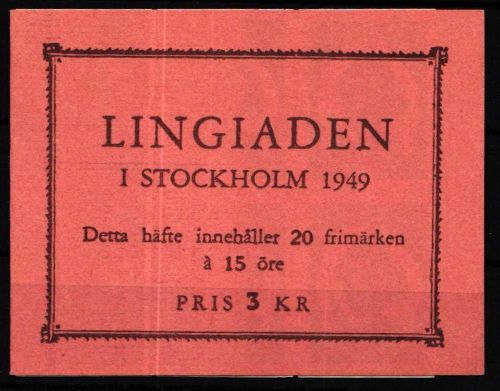 LINGIADEN
I STOCKHOLM 1949
Detta häfte innehåller 20 frimärken
à 15 öre
PRIS 3 KR